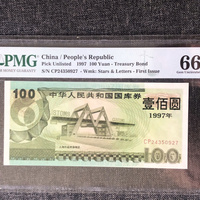 PMG
China / People's Republic
Pick Unlisted 1997 100 Yuan - Treasury Bond
S/N CP24350927 - Wmk: Stars & Letters - First Issue
66
100
中华人民共和国国库券
壹佰圆
1997年
CP24350927
100